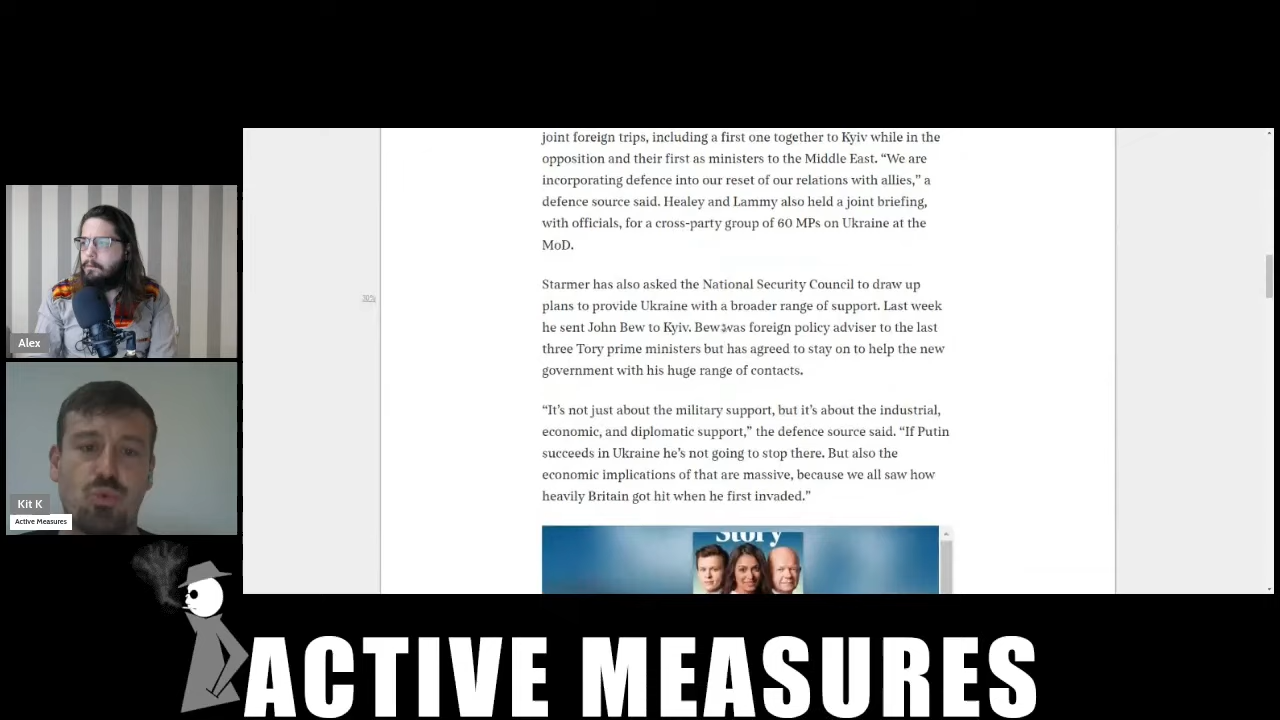 joint foreign trips, including a first one together to Kyiv while in the
opposition and their first as ministers to the Middle East. “We are
incorporating defence into our reset of our relations with allies,” a
defence source said. Healey and Lammy also held a joint briefing,
with officials, for a cross-party group of 60 MPs on Ukraine at the
MoD.
30%
Starmer has also asked the National Security Council to draw up
plans to provide Ukraine with a broader range of support. Last week
he sent John Bew to Kyiv. Bew was foreign policy adviser to the last
three Tory prime ministers but has agreed to stay on to help the new
government with his huge range of contacts.
“It’s not just about the military support, but it’s about the industrial,
economic, and diplomatic support,” the defence source said. “If Putin
succeeds in Ukraine he’s not going to stop there. But also the
economic implications of that are massive, because we all saw how
heavily Britain got hit when he first invaded.”
Story
Alex
Kit K
Active Measures
ACTIVE MEASURES